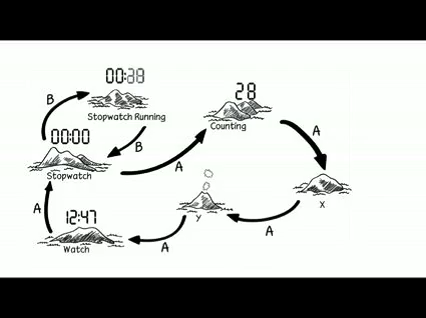 00:38
B
Stopwatch Running
28
Counting
A
B
00:00
A
Stopwatch
X
A
12:47
Y
A
Watch
A